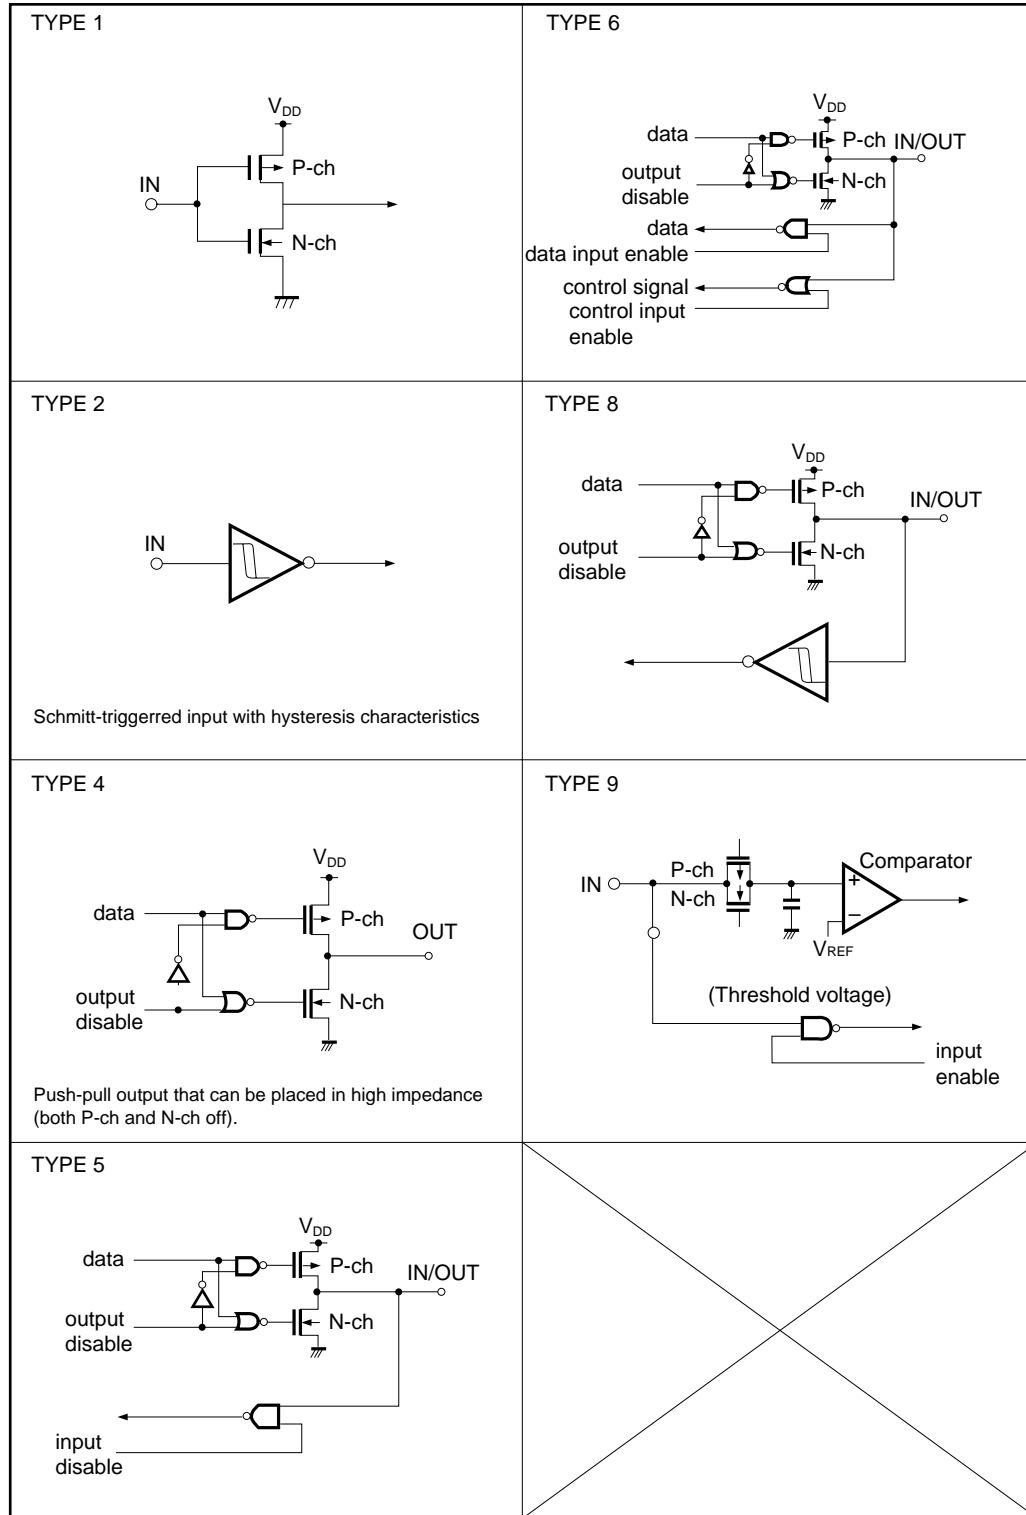 TYPE 1
VDD
P-ch
IN
N-ch
TYPE 6
VDD
data
P-ch
IN/OUT
output
disable
N-ch
data
data input enable
control signal
control input
enable
TYPE 2
IN
Schmitt-triggerred input with hysteresis characteristics
TYPE 8
VDD
data
P-ch
IN/OUT
output
disable
N-ch
TYPE 4
VDD
data
P-ch
OUT
output
disable
N-ch
Push-pull output that can be placed in high impedance
(both P-ch and N-ch off).
TYPE 9
Comparator
P-ch
IN
N-ch
+
−
VREF
(Threshold voltage)
input
enable
TYPE 5
VDD
data
P-ch
IN/OUT
output
disable
N-ch
input
disable